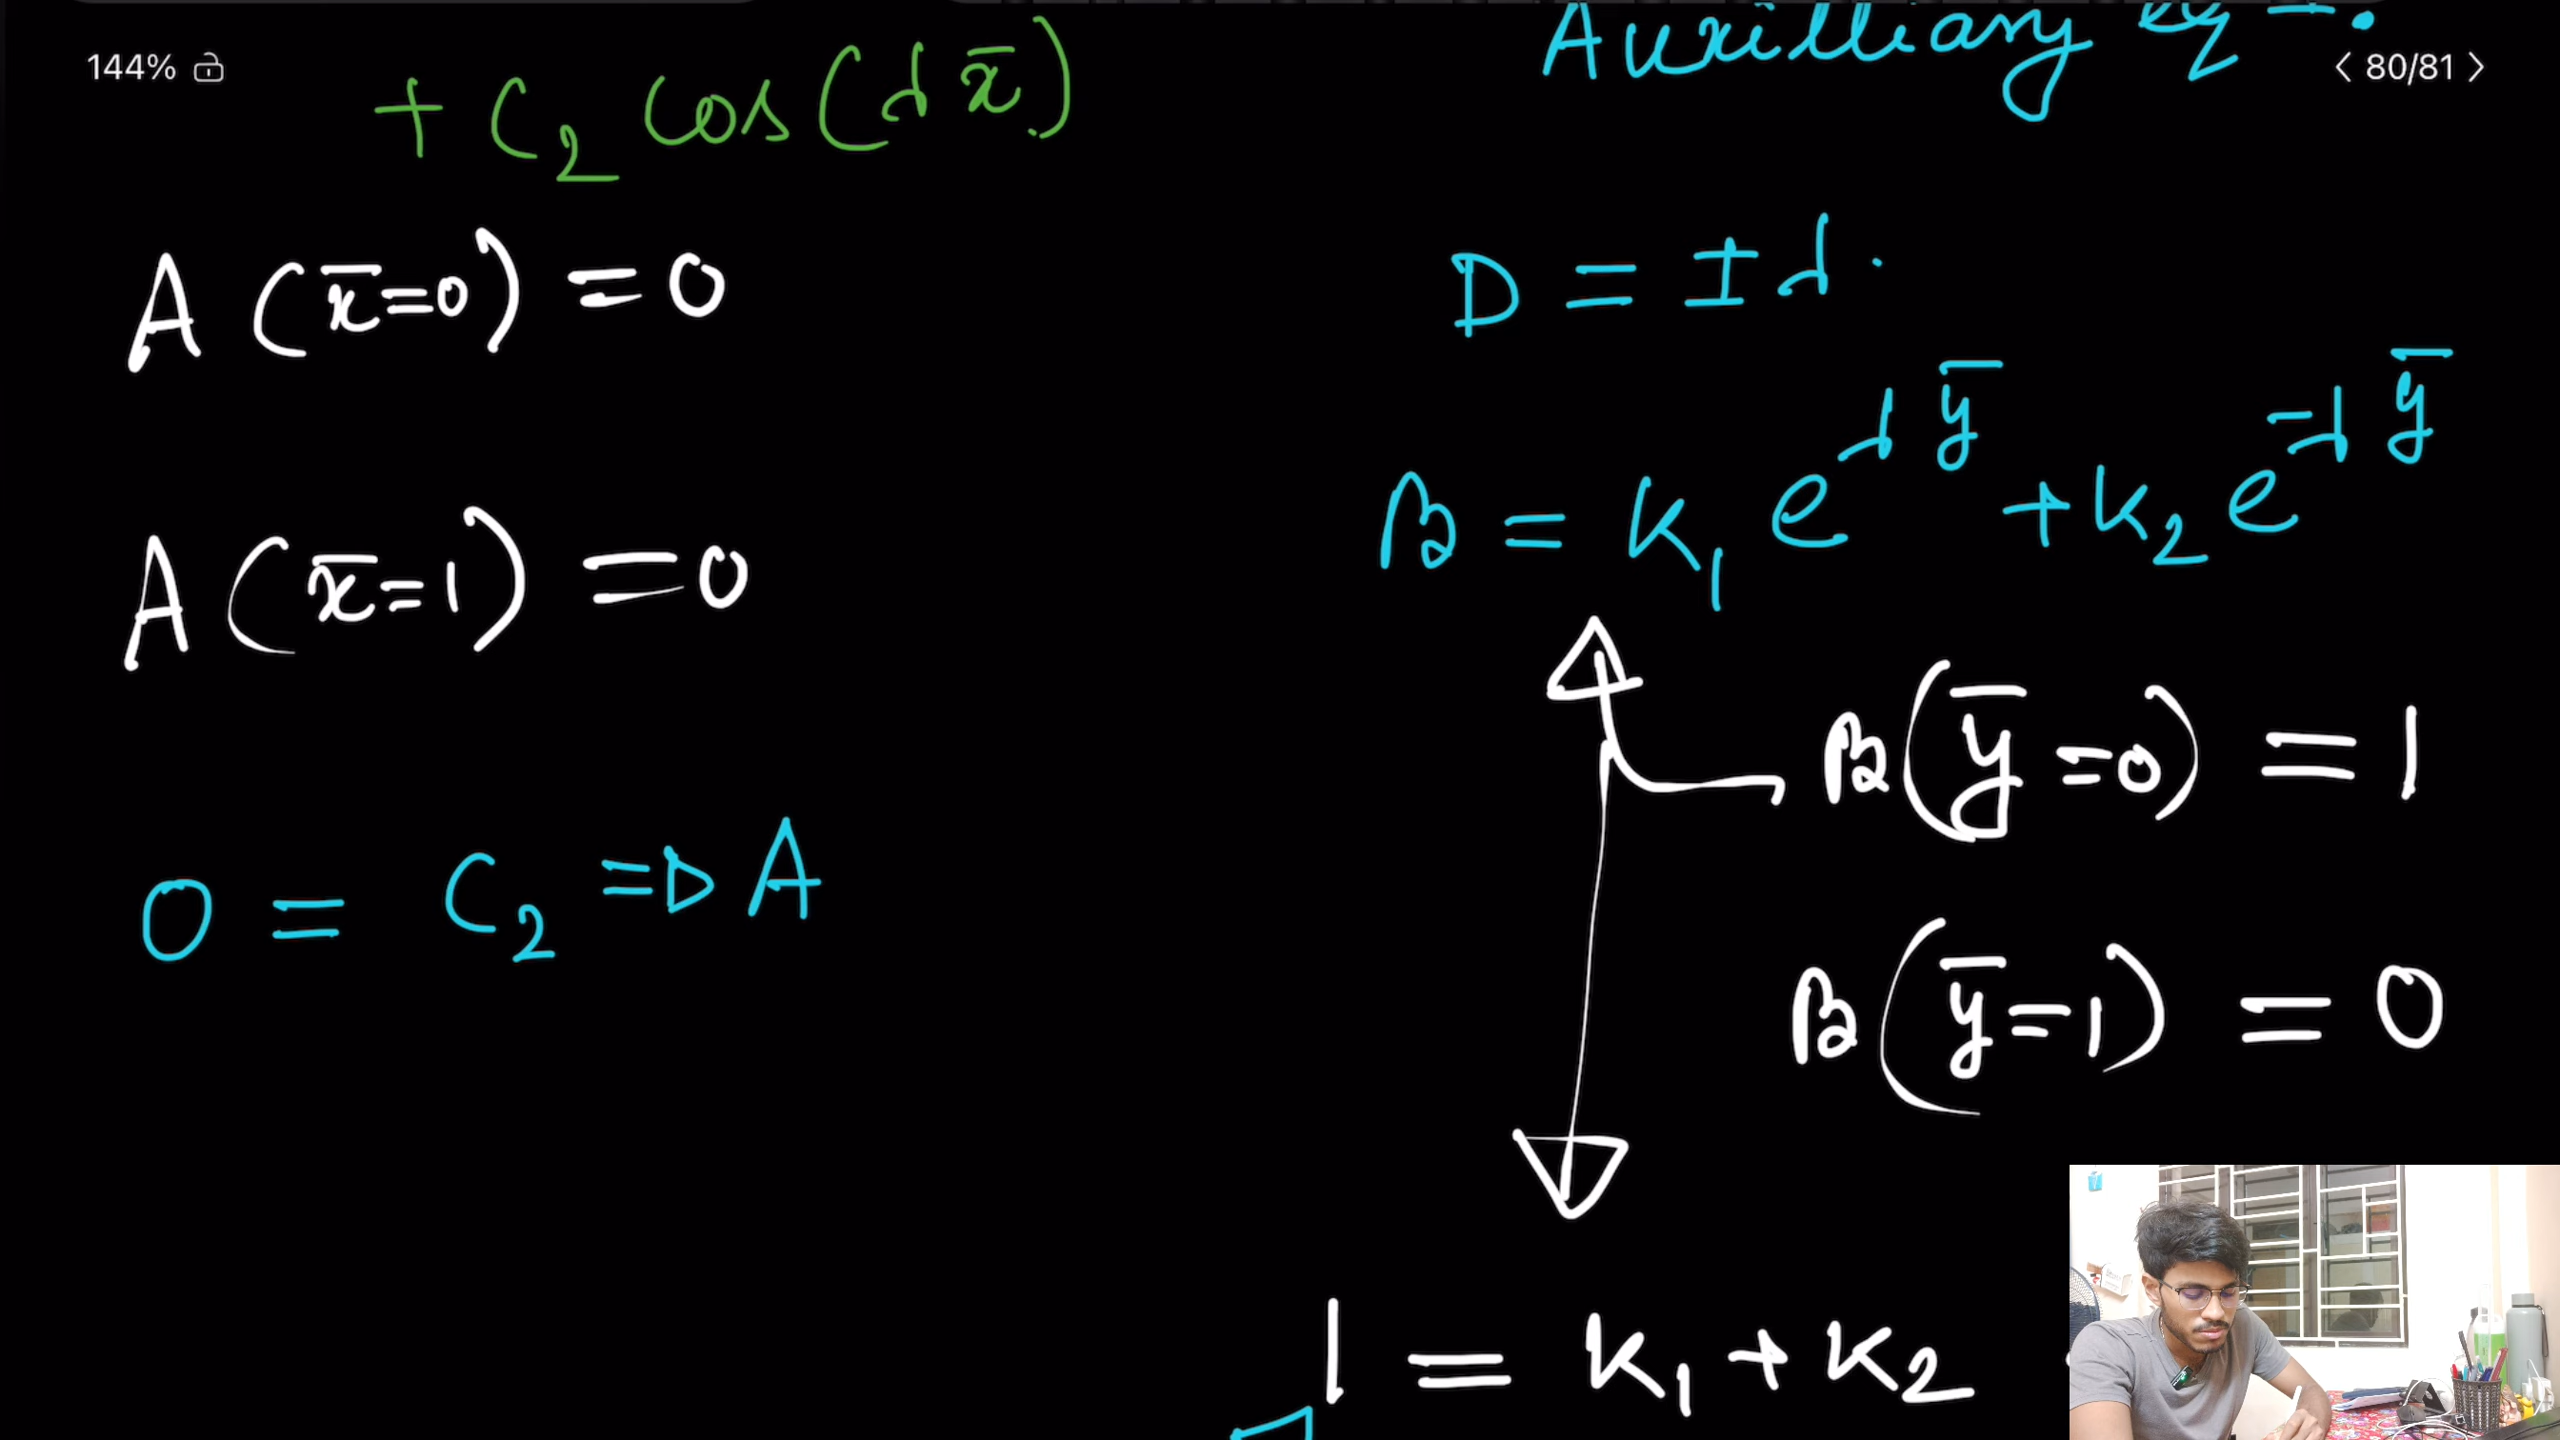 144%
80/81
+ C₂ cos(d x̄)
A (x̄=0) = 0
A (x̄=1) = 0
0 = C₂ ⇒ A
Auxilliary eqⁿ.
D = ±d.
B = K₁ e^{d ȳ} + K₂ e^{-d ȳ}
B(ȳ=0) = 1
B(ȳ=1) = 0
1 = K₁ + K₂